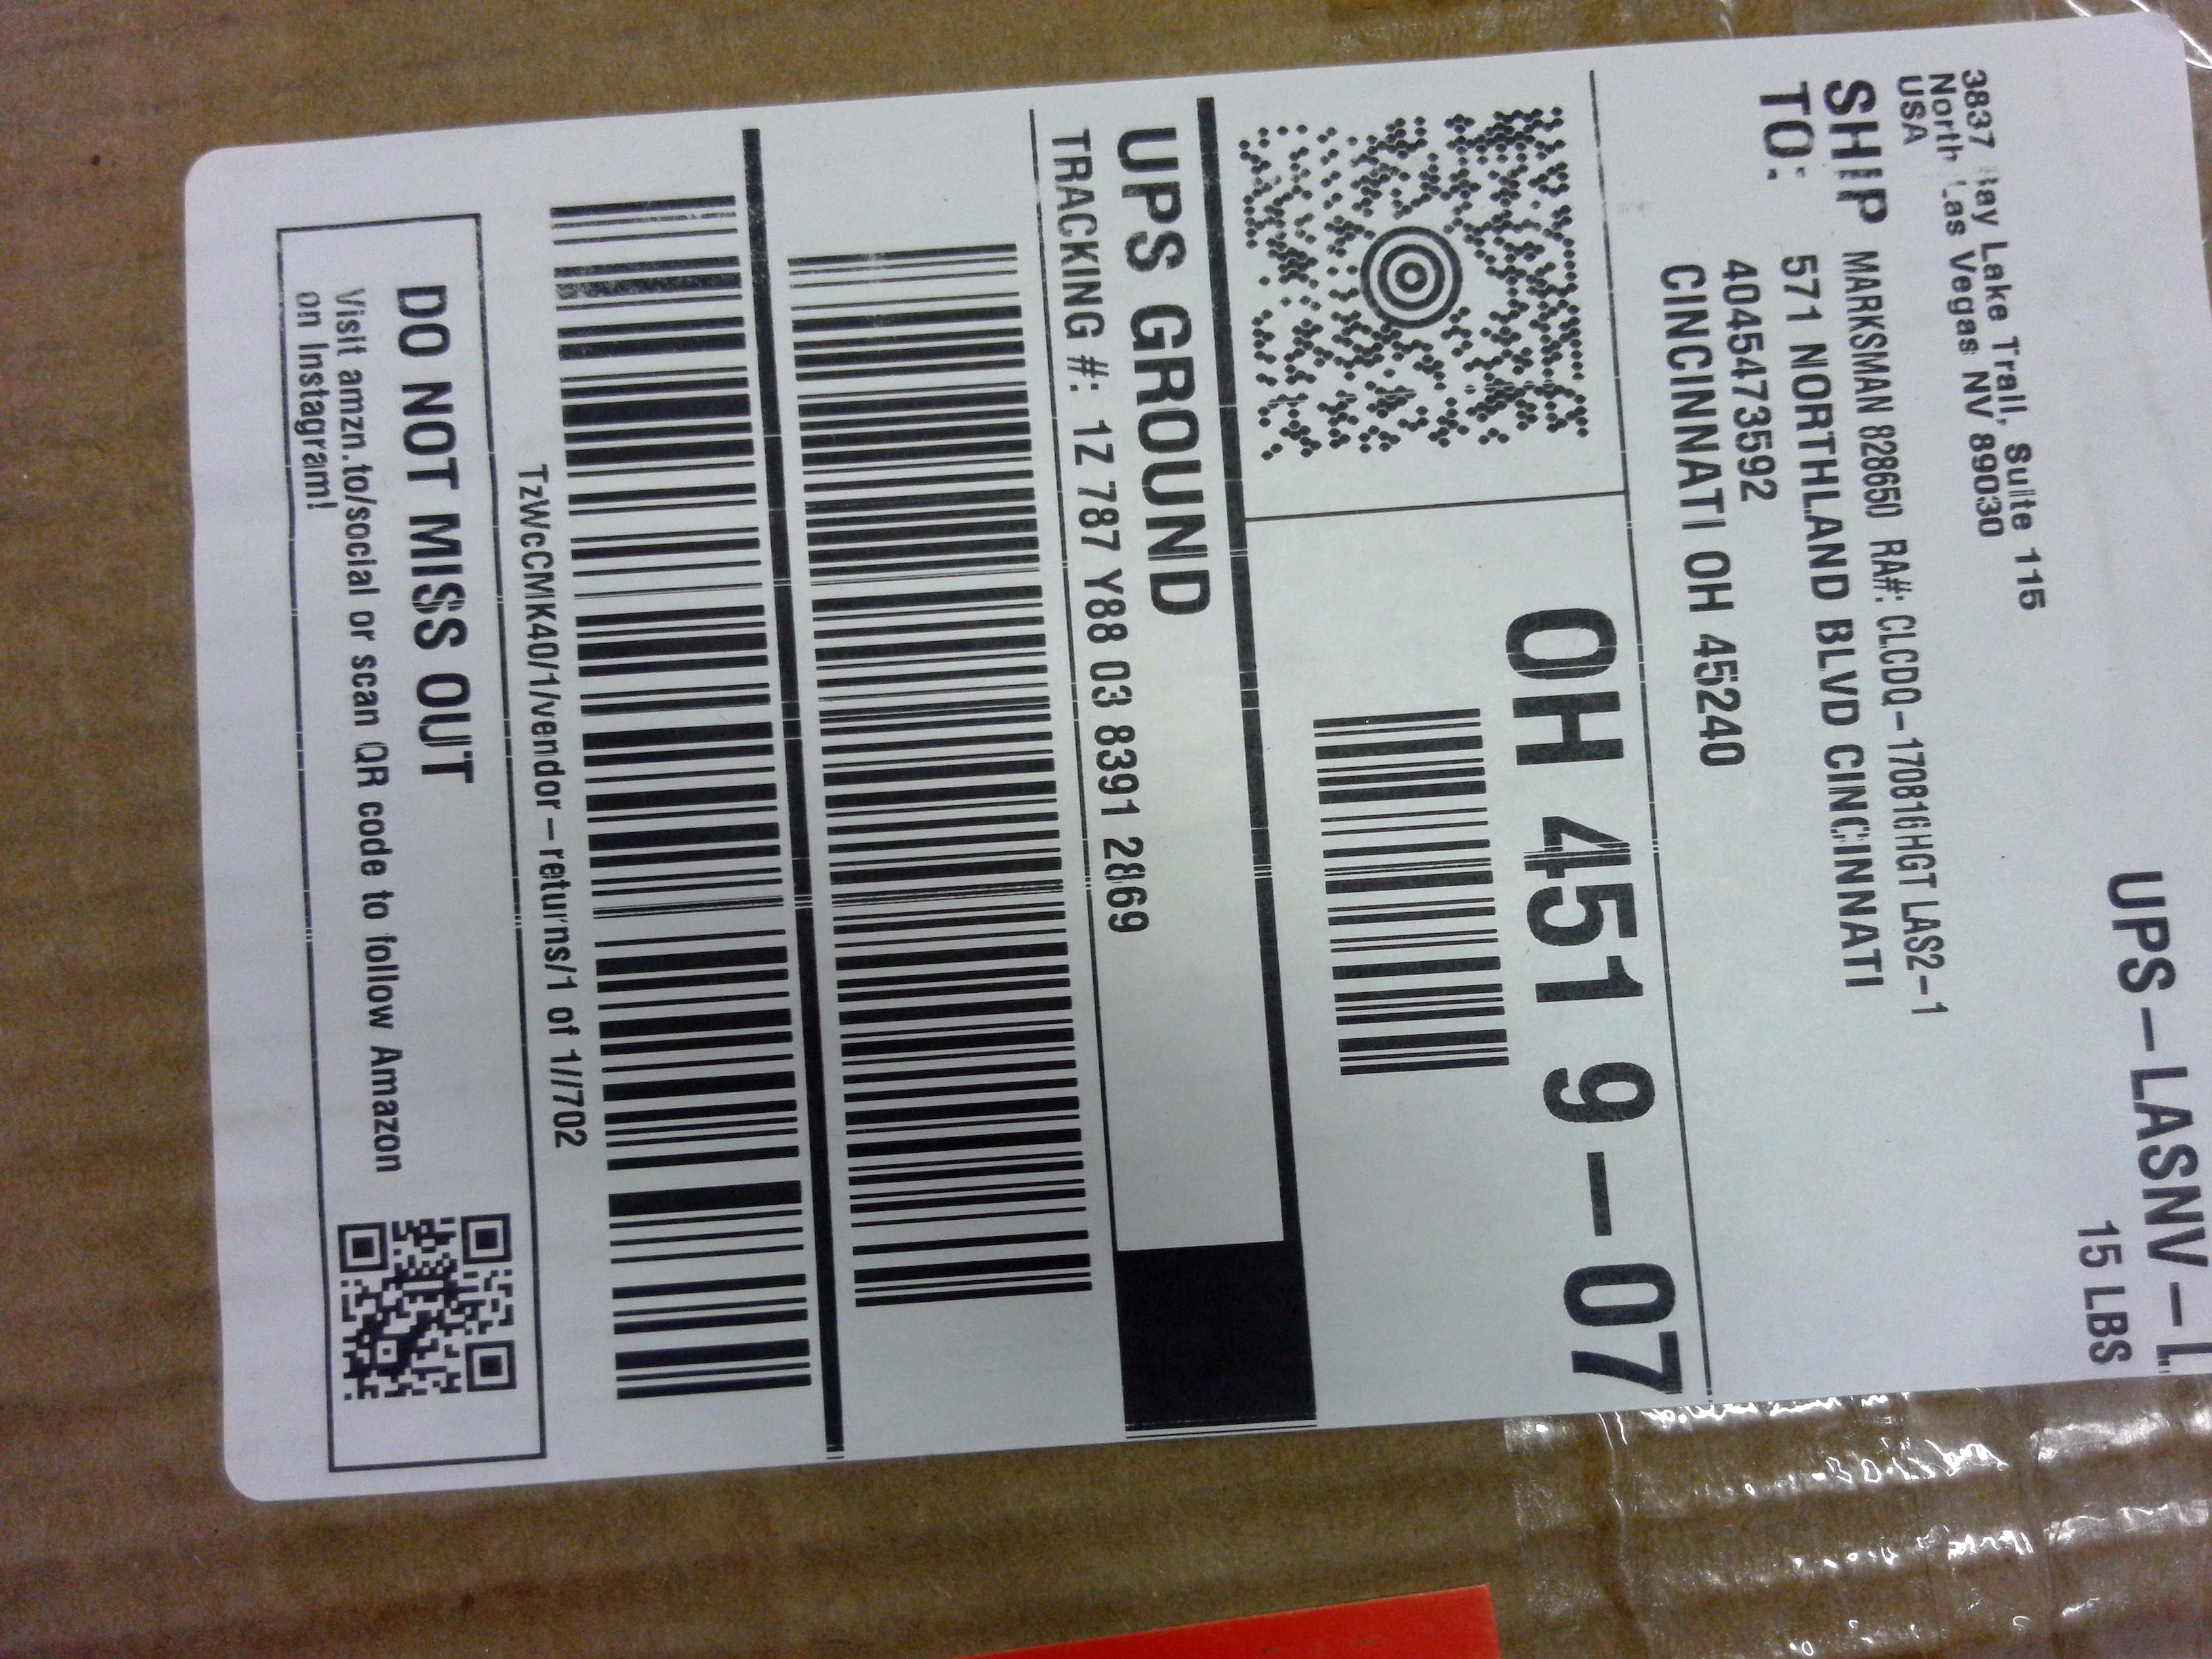 UPS-LASNV-L
15 LBS
3837 Bay Lake Trail, Suite 115
North Las Vegas NV 89030
USA
SHIP
TO:
MARKSMAN 828650 RA#: CLCDQ-170816HGT LAS2-1
571 NORTHLAND BLVD CINCINNATI
4045473592
CINCINNATI OH 45240
OH 451 9-07
UPS GROUND
TRACKING #: 1Z 787 Y88 03 8391 2869
TzWcCMK40/1/vendor-returns/1 of 1//702
DO NOT MISS OUT
Visit amzn.to/social or scan QR code to follow Amazon
on Instagram!